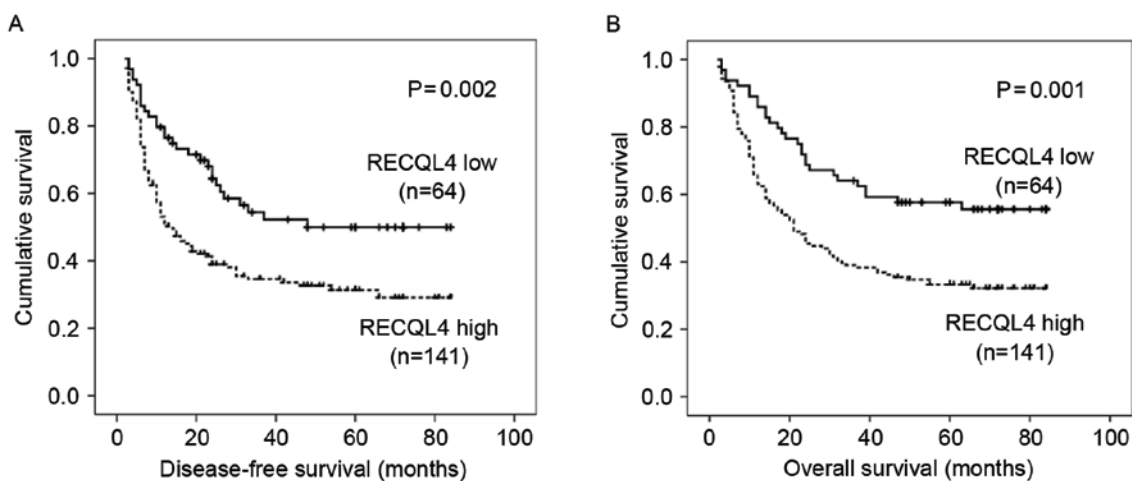 A
Cumulative survival
1.0
0.8
0.6
0.4
0.2
0.0
P=0.002
RECQL4 low
(n=64)
RECQL4 high
(n=141)
0 20 40 60 80 100
Disease-free survival (months)
B
Cumulative survival
1.0
0.8
0.6
0.4
0.2
0.0
P=0.001
RECQL4 low
(n=64)
RECQL4 high
(n=141)
0 20 40 60 80 100
Overall survival (months)